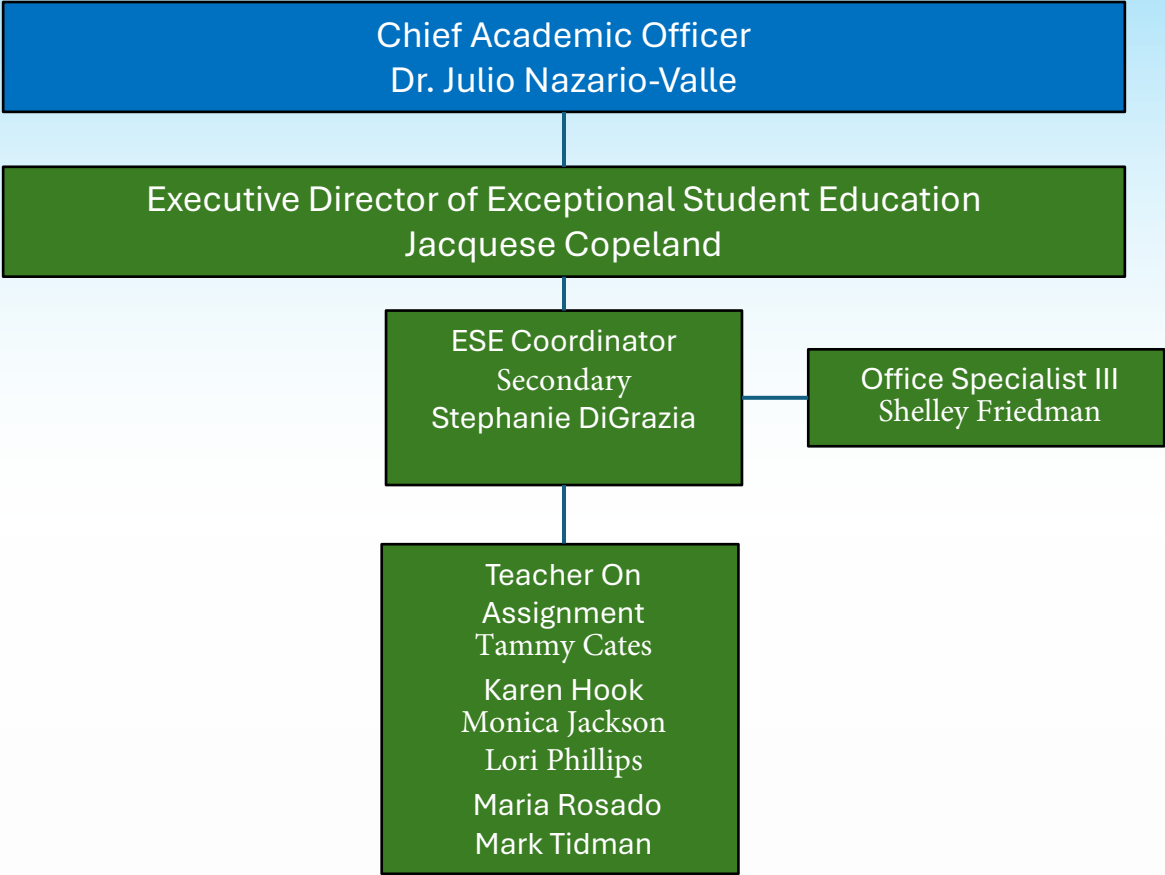 Chief Academic Officer
Dr. Julio Nazario-Valle
Executive Director of Exceptional Student Education
Jacquese Copeland
ESE Coordinator
Secondary
Stephanie DiGrazia
Office Specialist III
Shelley Friedman
Teacher On
Assignment
Tammy Cates
Karen Hook
Monica Jackson
Lori Phillips
Maria Rosado
Mark Tidman